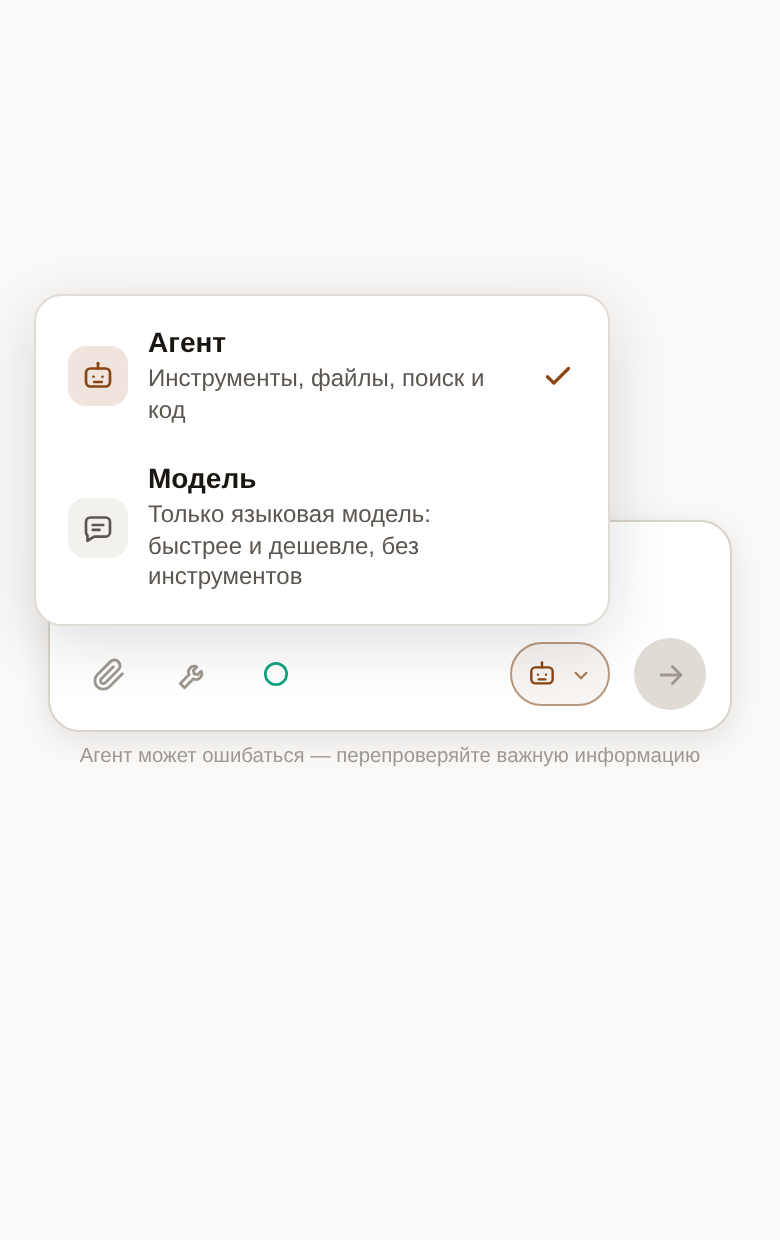 Агент
Инструменты, файлы, поиск и
код
Модель
Только языковая модель:
быстрее и дешевле, без
инструментов
Агент может ошибаться — перепроверяйте важную информацию